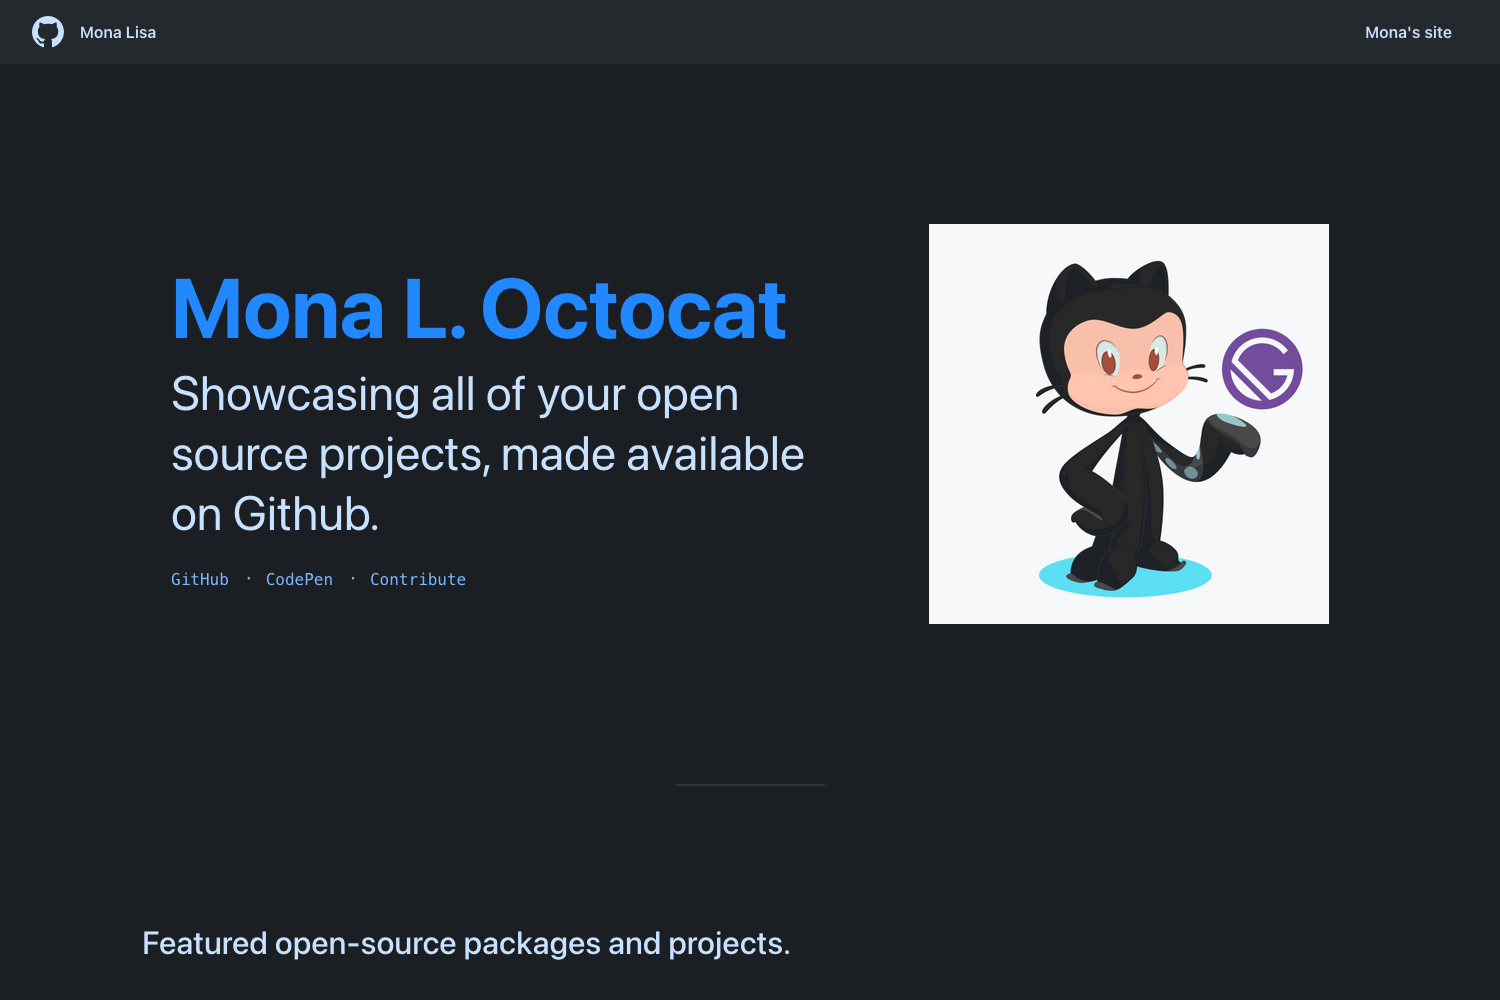 Mona Lisa
Mona's site
Mona L. Octocat
Showcasing all of your open
source projects, made available
on Github.
GitHub · CodePen · Contribute
Featured open-source packages and projects.